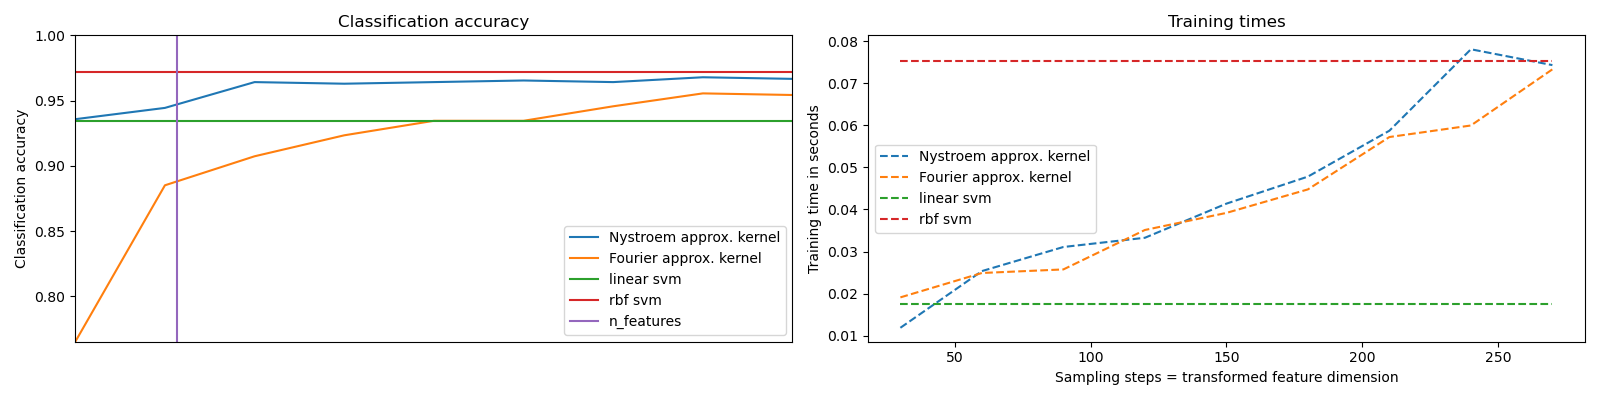 Classification accuracy
Classification accuracy
1.00
0.95
0.90
0.85
0.80
Nystroem approx. kernel
Fourier approx. kernel
linear svm
rbf svm
n_features
Training times
Training time in seconds
0.08
0.07
0.06
0.05
0.04
0.03
0.02
0.01
Nystroem approx. kernel
Fourier approx. kernel
linear svm
rbf svm
50 100 150 200 250
Sampling steps = transformed feature dimension